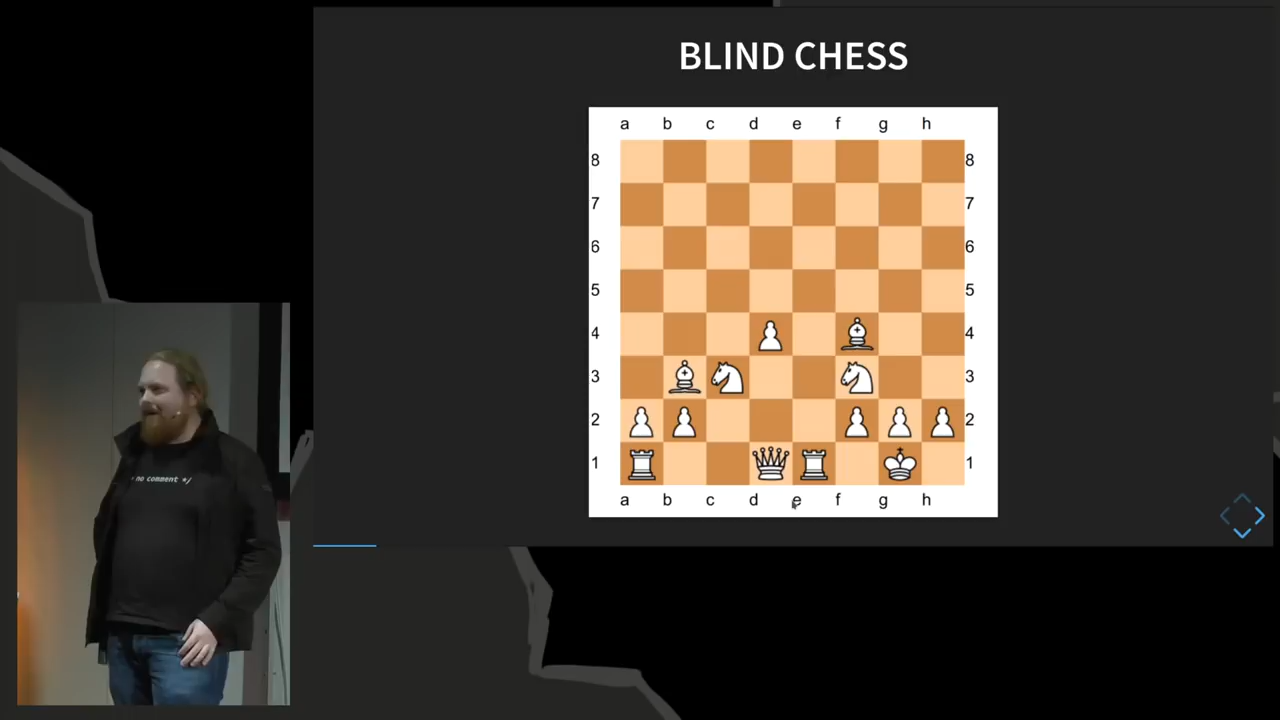 BLIND CHESS
a b c d e f g h
8 8
7 7
6 6
5 5
4 4
3 3
2 2
1 1
a b c d e f g h
no comment */